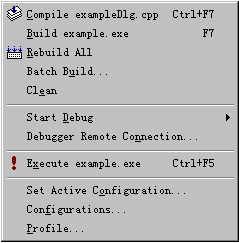 Compile exampleDlg.cpp Ctrl+F7
Build example.exe F7
Rebuild All
Batch Build...
Clean
Start Debug
Debugger Remote Connection...
Execute example.exe Ctrl+F5
Set Active Configuration...
Configurations...
Profile...